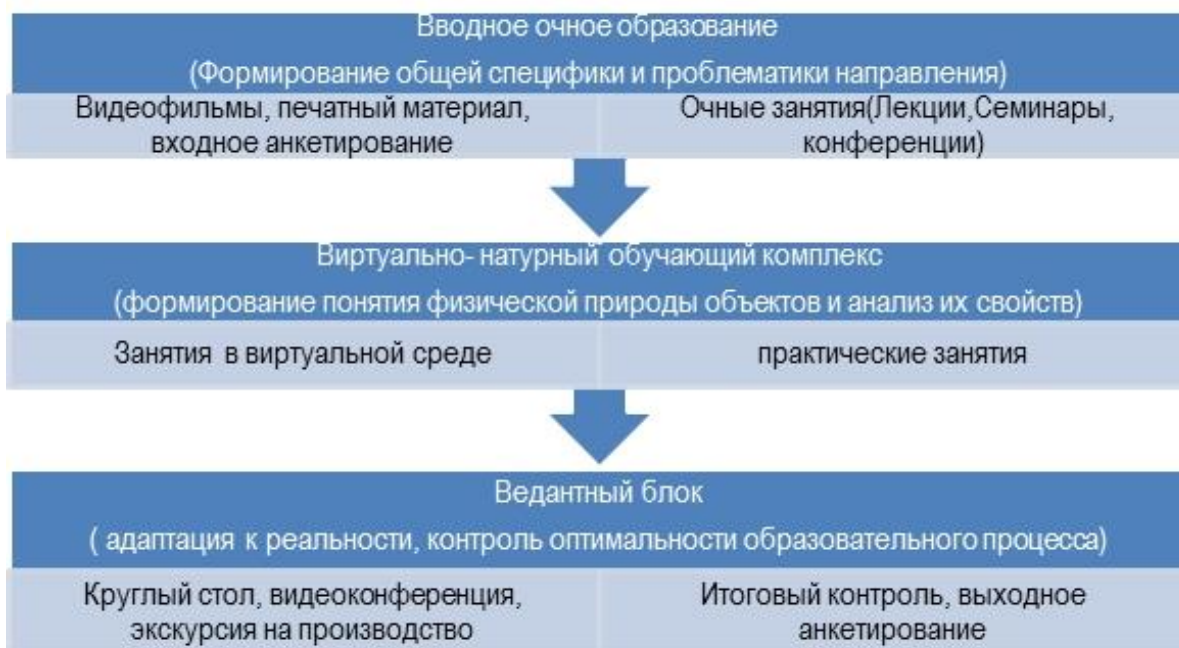 Вводное очное образование
(Формирование общей специфики и проблематики направления)
Видеофильмы, печатный материал,
входное анкетирование
Очные занятия(Лекции,Семинары,
конференции)
Виртуально- натурный обучающий комплекс
(формирование понятия физической природы объектов и анализ их свойств)
Занятия в виртуальной среде
практические занятия
Ведантный блок
( адаптация к реальности, контроль оптимальности образовательного процесса)
Круглый стол, видеоконференция,
экскурсия на производство
Итоговый контроль, выходное
анкетирование